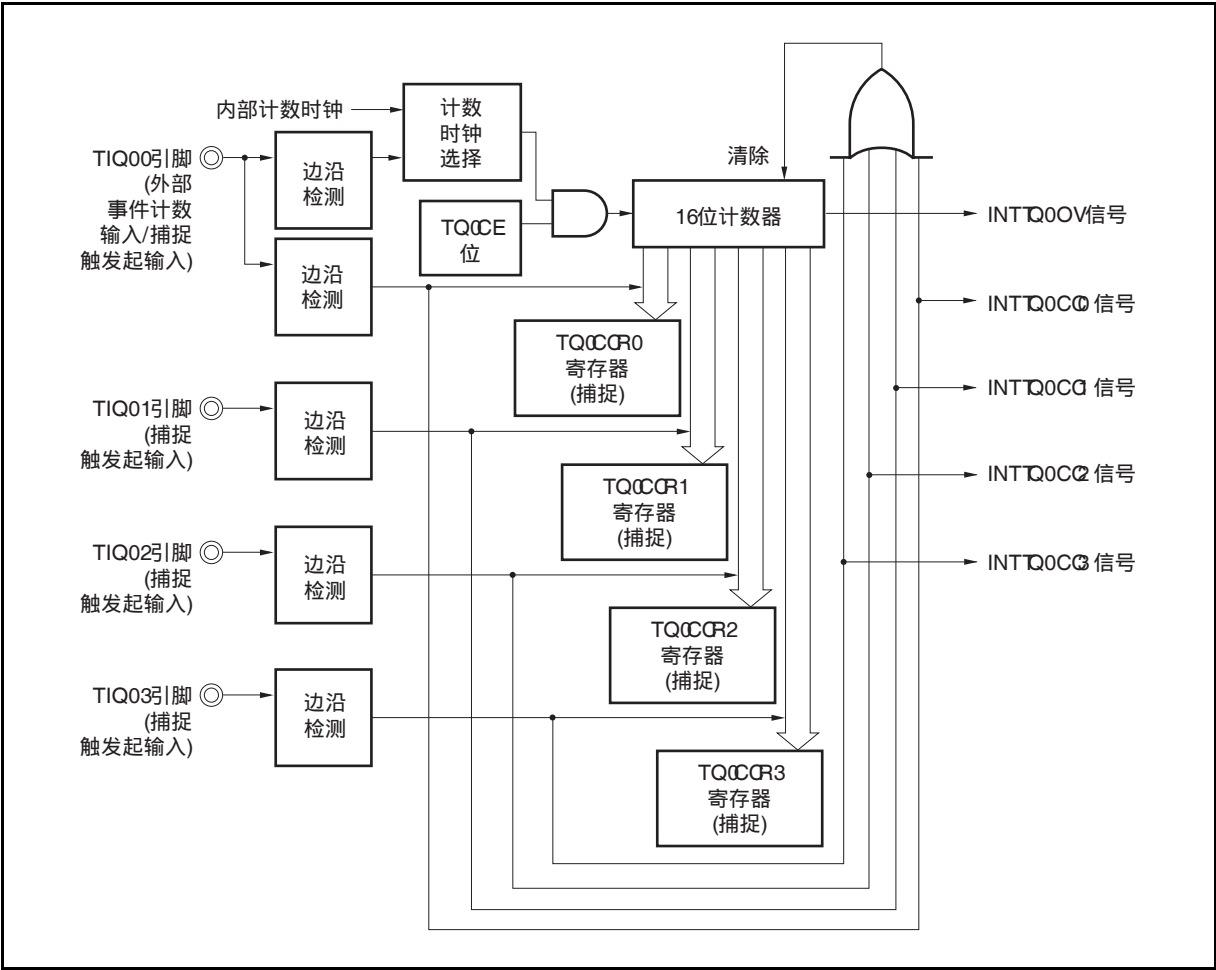 内部计数时钟
计数
时钟
选择
TIQ00引脚
(外部
事件计数
输入/捕捉
触发起输入)
边沿
检测
TQ0CE
位
清除
16位计数器
INTTQ0OV信号
边沿
检测
INTTQ0CC0 信号
TQ0CCR0
寄存器
(捕捉)
TIQ01引脚
(捕捉
触发起输入)
边沿
检测
INTTQ0CC1 信号
TQ0CCR1
寄存器
(捕捉)
INTTQ0CC2 信号
TIQ02引脚
(捕捉
触发起输入)
边沿
检测
INTTQ0CC3 信号
TQ0CCR2
寄存器
(捕捉)
TIQ03引脚
(捕捉
触发起输入)
边沿
检测
TQ0CCR3
寄存器
(捕捉)